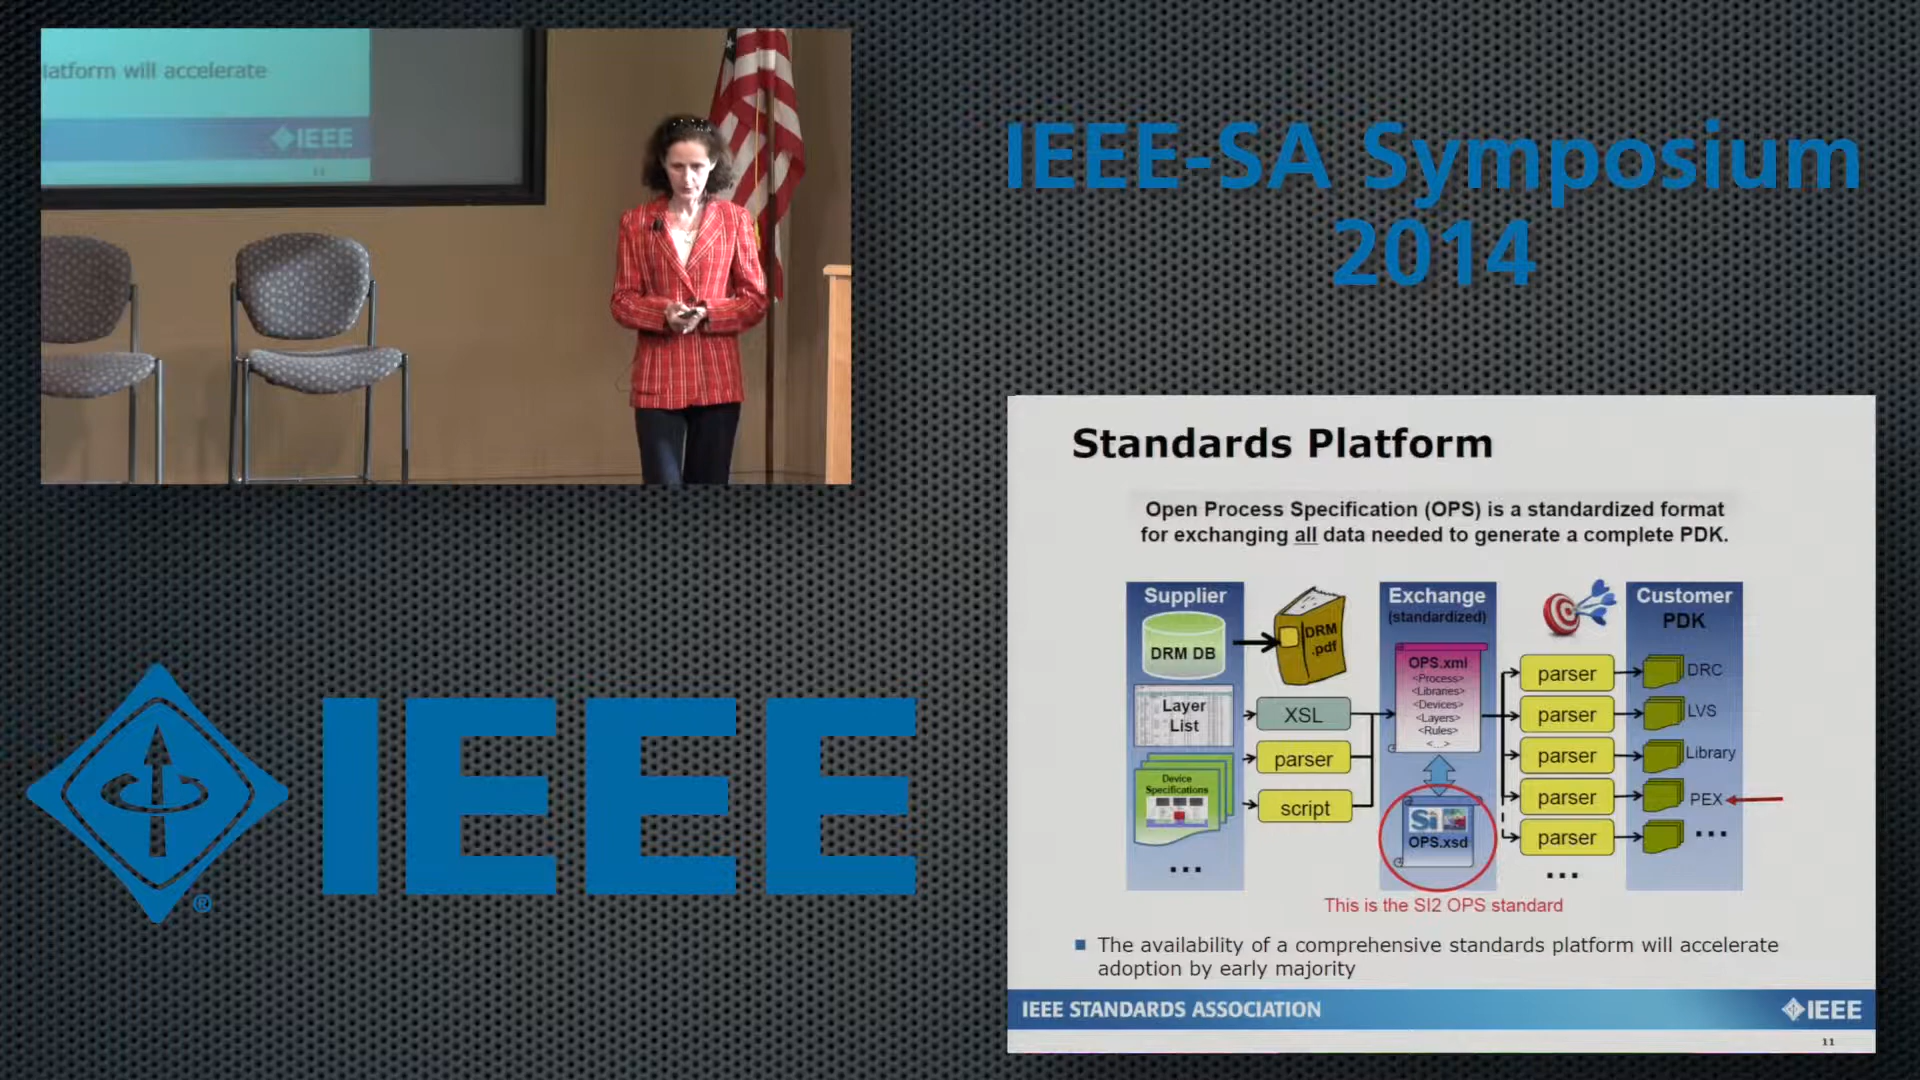 latform will accelerate
IEEE
11
IEEE-SA Symposium
2014
IEEE
®
Standards Platform
Open Process Specification (OPS) is a standardized format
for exchanging all data needed to generate a complete PDK.
Supplier
DRM DB
Layer
List
Device
Specifications
...
DRM
.pdf
XSL
parser
script
Exchange
(standardized)
OPS.xml
<Process>
<Libraries>
<Devices>
<Layers>
<Rules>
<...>
Si2
OPS.xsd
parser
parser
parser
parser
parser
...
Customer
PDK
DRC
LVS
Library
PEX
...
This is the SI2 OPS standard
The availability of a comprehensive standards platform will accelerate
adoption by early majority
IEEE STANDARDS ASSOCIATION
IEEE
11